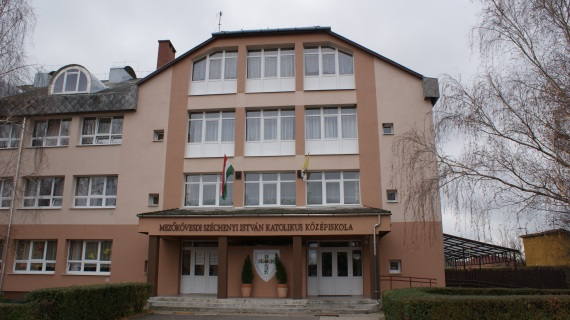 MEZŐKÖVESDI SZÉCHENYI ISTVÁN KATOLIKUS KÖZÉPISKOLA